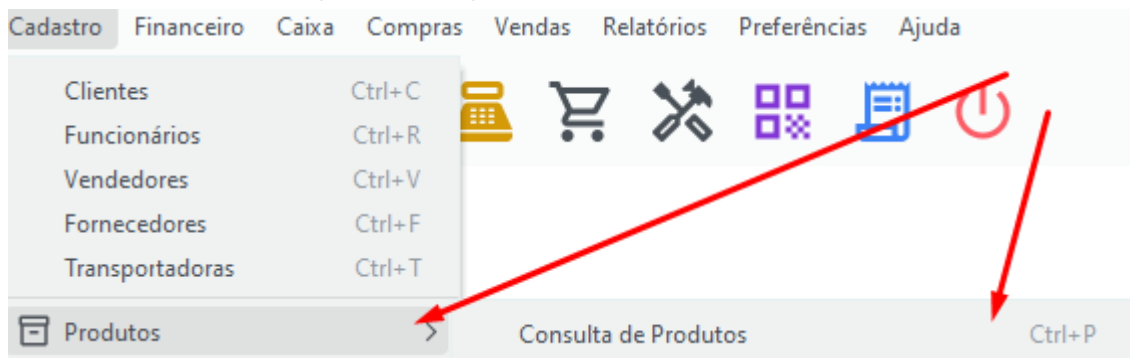 Cadastro Financeiro Caixa Compras Vendas Relatórios Preferências Ajuda
Clientes Ctrl+C
Funcionários Ctrl+R
Vendedores Ctrl+V
Fornecedores Ctrl+F
Transportadoras Ctrl+T
Produtos > Consulta de Produtos Ctrl+P